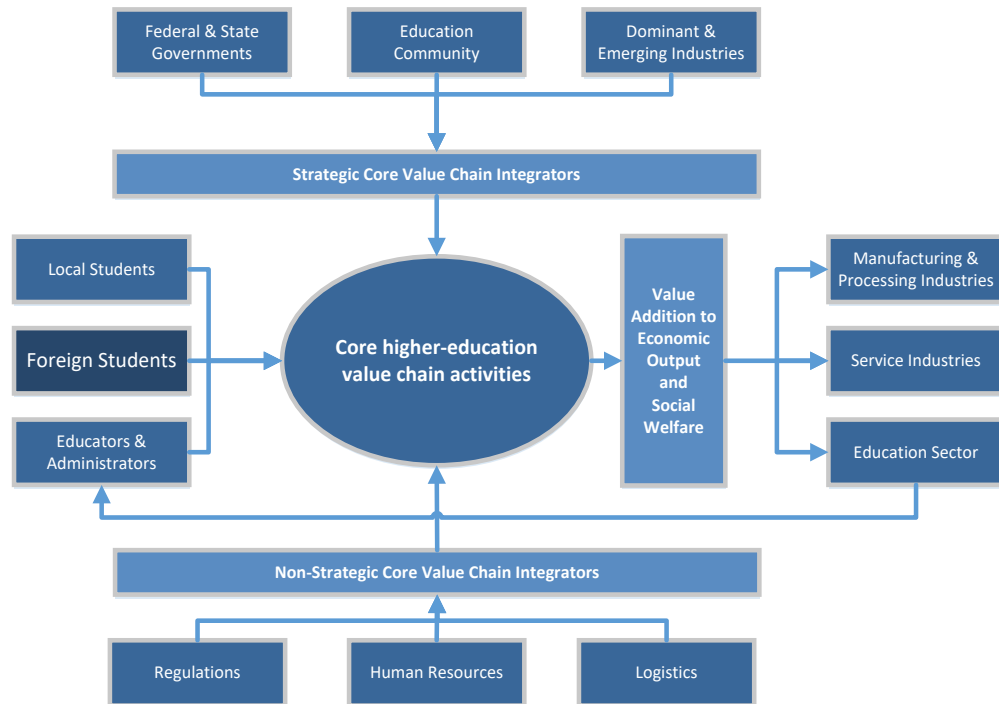 Federal & State
Governments
Education
Community
Dominant &
Emerging Industries
Strategic Core Value Chain Integrators
Local Students
Foreign Students
Educators &
Administrators
Core higher-education
value chain activities
Value
Addition to
Economic
Output
and
Social
Welfare
Manufacturing &
Processing Industries
Service Industries
Education Sector
Non-Strategic Core Value Chain Integrators
Regulations
Human Resources
Logistics